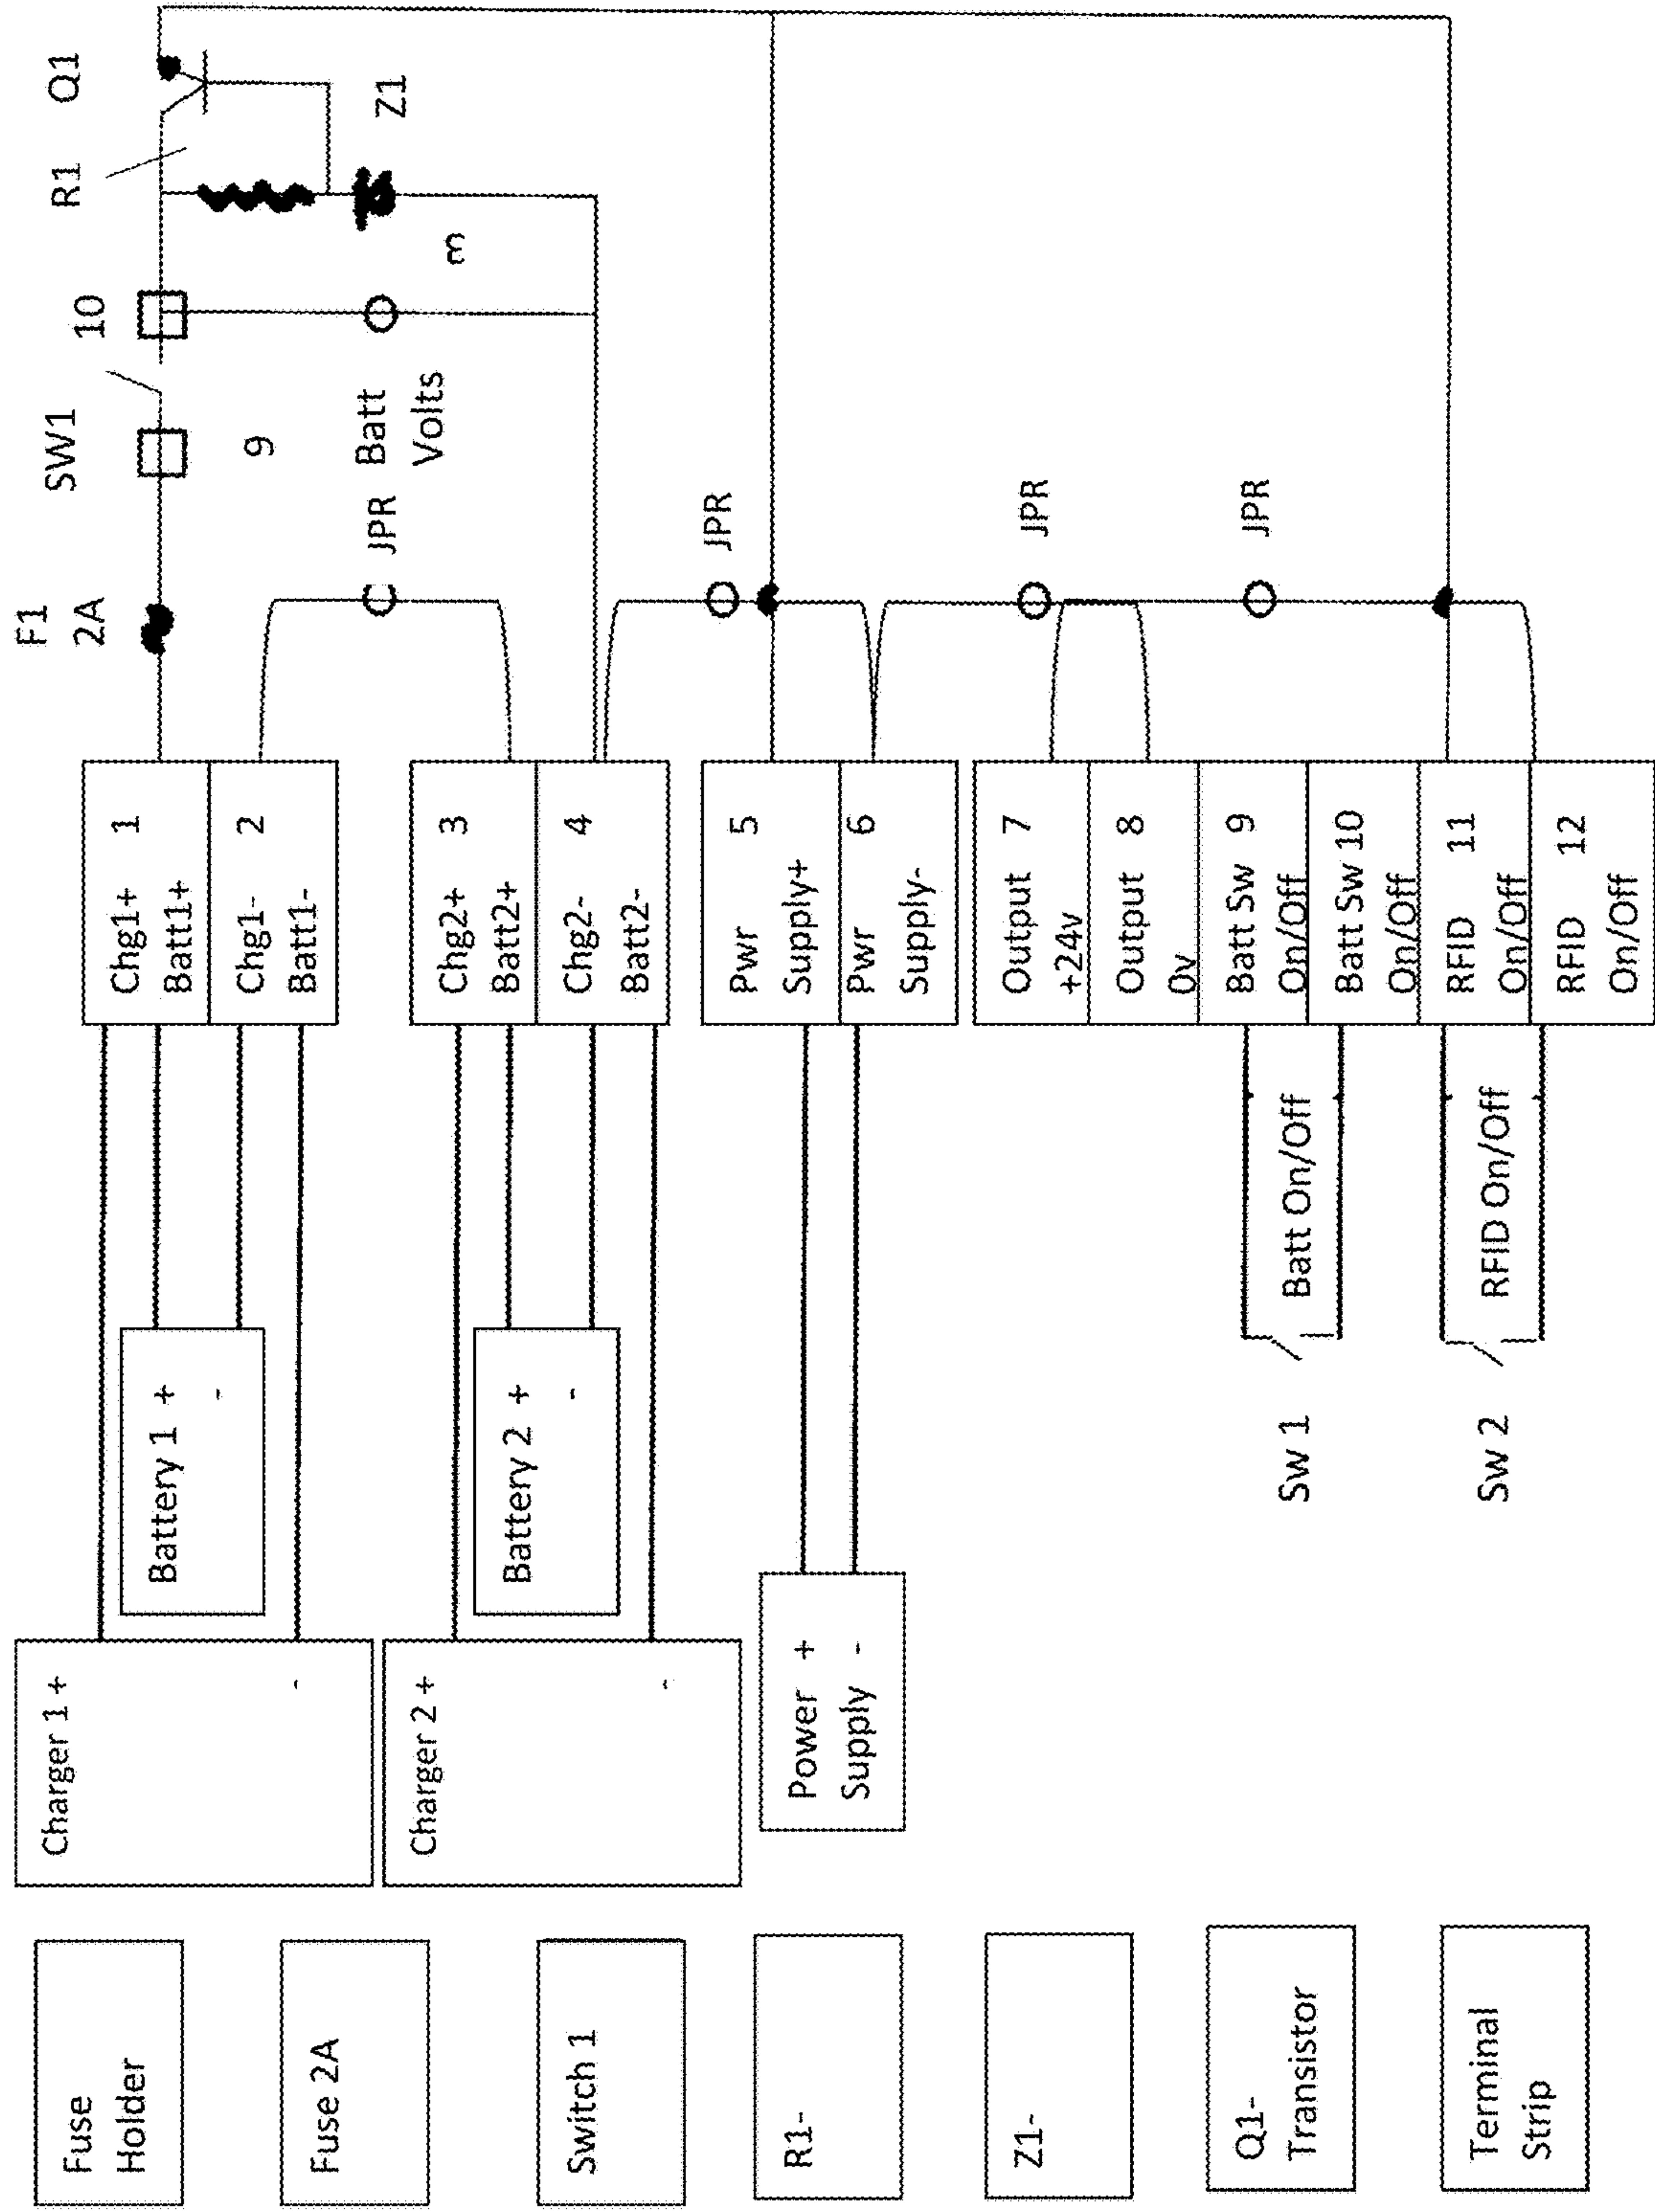 Fuse
Holder
Fuse 2A
Switch 1
R1-
Z1-
Q1-
Transistor
Terminal
Strip
Charger 1 +
-
Battery 1 +
-
Charger 2 +
-
Battery 2 +
-
Power +
Supply -
Sw 1
Batt On/Off
Sw 2
RFID On/Off
Chg1+ 1
Batt1+
Chg1- 2
Batt1-
Chg2+ 3
Batt2+
Chg2- 4
Batt2-
Pwr 5
Supply+
Pwr 6
Supply-
Output 7
+24v
Output 8
0v
Batt Sw 9
On/Off
Batt Sw 10
On/Off
RFID 11
On/Off
RFID 12
On/Off
F1
2A
SW1
9
10
R1
Q1
Z1
JPR
Batt
Volts
3
JPR
JPR
JPR